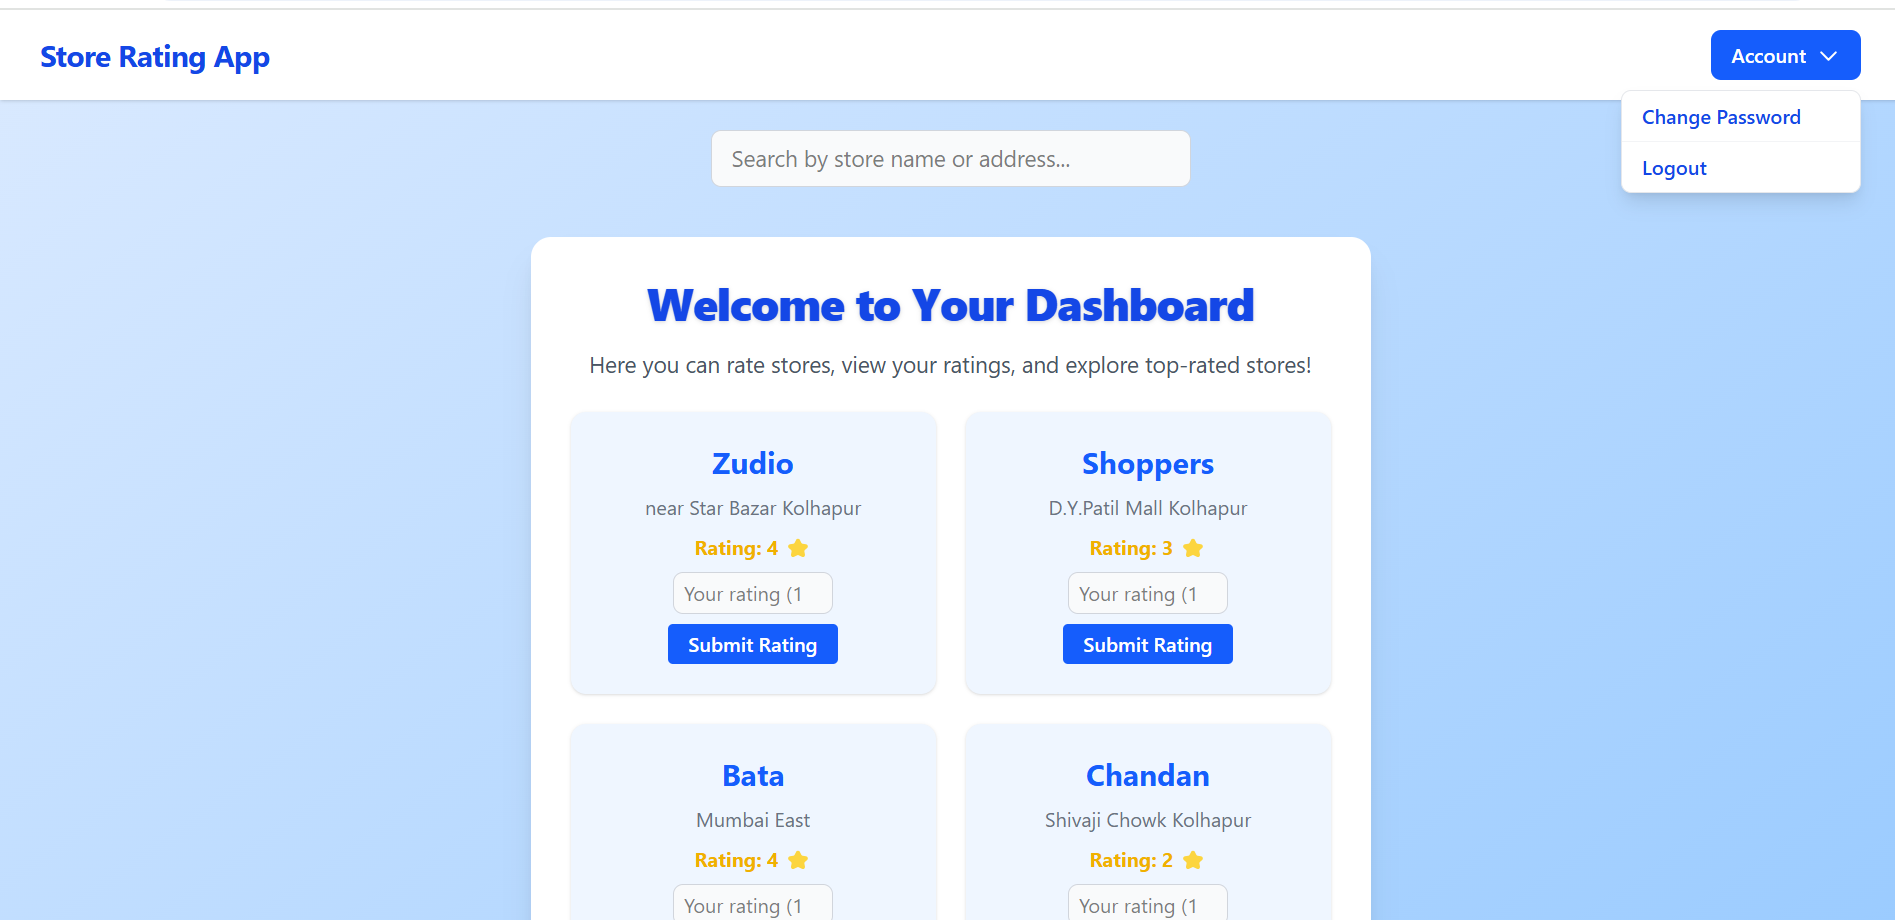 Store Rating App
Account
Change Password
Logout
Search by store name or address...
Welcome to Your Dashboard
Here you can rate stores, view your ratings, and explore top-rated stores!
Zudio
near Star Bazar Kolhapur
Rating: 4
Your rating (1
Submit Rating
Shoppers
D.Y.Patil Mall Kolhapur
Rating: 3
Your rating (1
Submit Rating
Bata
Mumbai East
Rating: 4
Your rating (1
Chandan
Shivaji Chowk Kolhapur
Rating: 2
Your rating (1